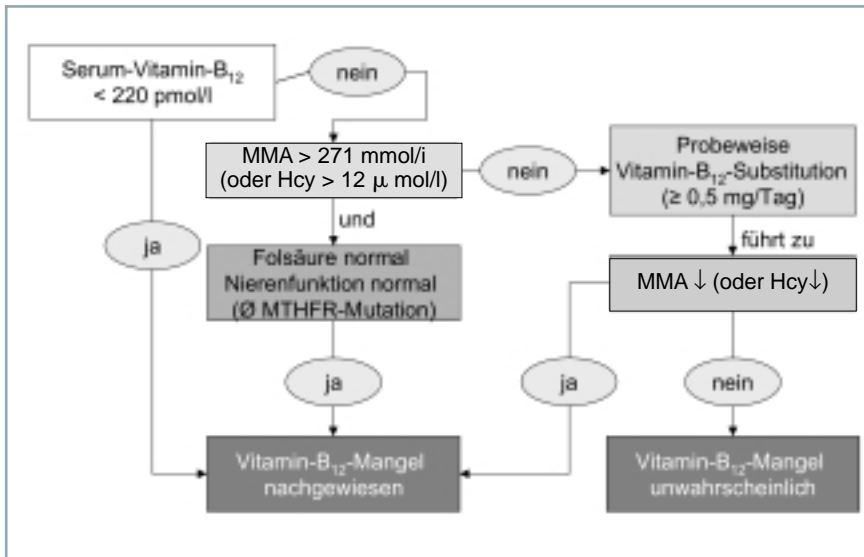 Serum-Vitamin-B₁₂
< 220 pmol/l
nein
MMA > 271 mmol/i
(oder Hcy > 12 μ mol/l)
nein
Probeweise
Vitamin-B₁₂-Substitution
(≥ 0,5 mg/Tag)
und
führt zu
ja
Folsäure normal
Nierenfunktion normal
(Ø MTHFR-Mutation)
MMA ↓ (oder Hcy↓)
ja
ja
nein
Vitamin-B₁₂-Mangel
nachgewiesen
Vitamin-B₁₂-Mangel
unwahrscheinlich